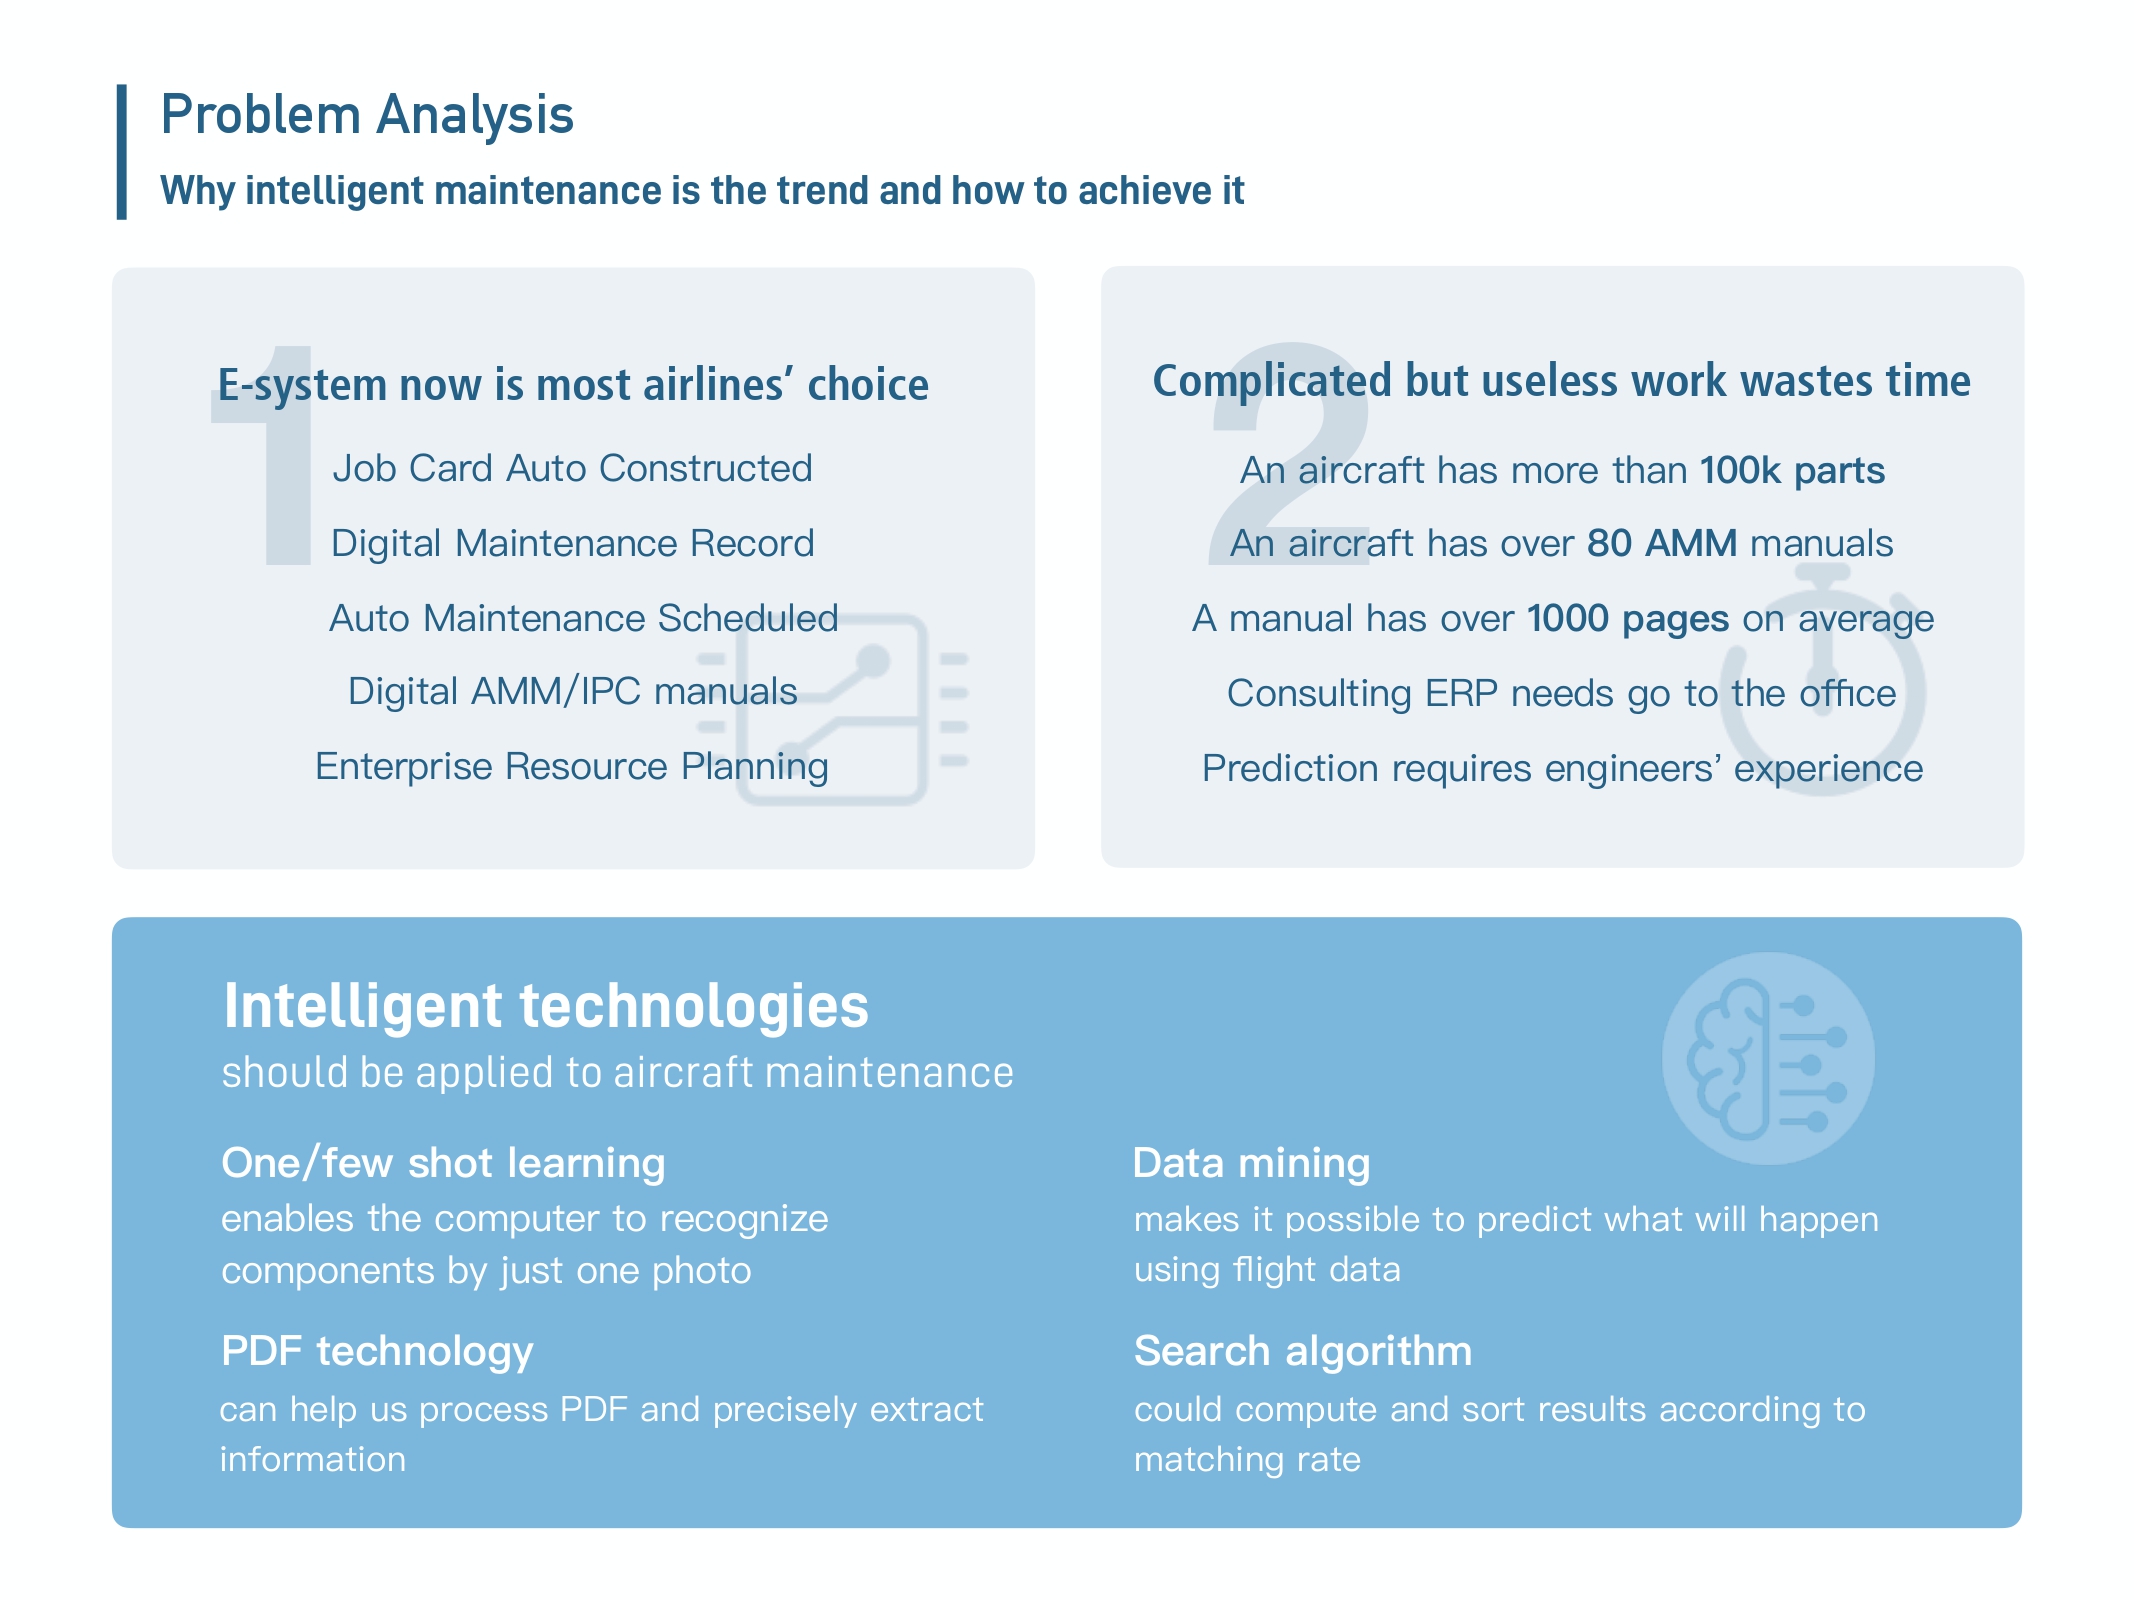 Problem Analysis
Why intelligent maintenance is the trend and how to achieve it
1
E-system now is most airlines’ choice
Job Card Auto Constructed
Digital Maintenance Record
Auto Maintenance Scheduled
Digital AMM/IPC manuals
Enterprise Resource Planning
2
Complicated but useless work wastes time
An aircraft has more than 100k parts
An aircraft has over 80 AMM manuals
A manual has over 1000 pages on average
Consulting ERP needs go to the office
Prediction requires engineers’ experience
Intelligent technologies
should be applied to aircraft maintenance
One/few shot learning
enables the computer to recognize
components by just one photo
Data mining
makes it possible to predict what will happen
using flight data
PDF technology
can help us process PDF and precisely extract
information
Search algorithm
could compute and sort results according to
matching rate